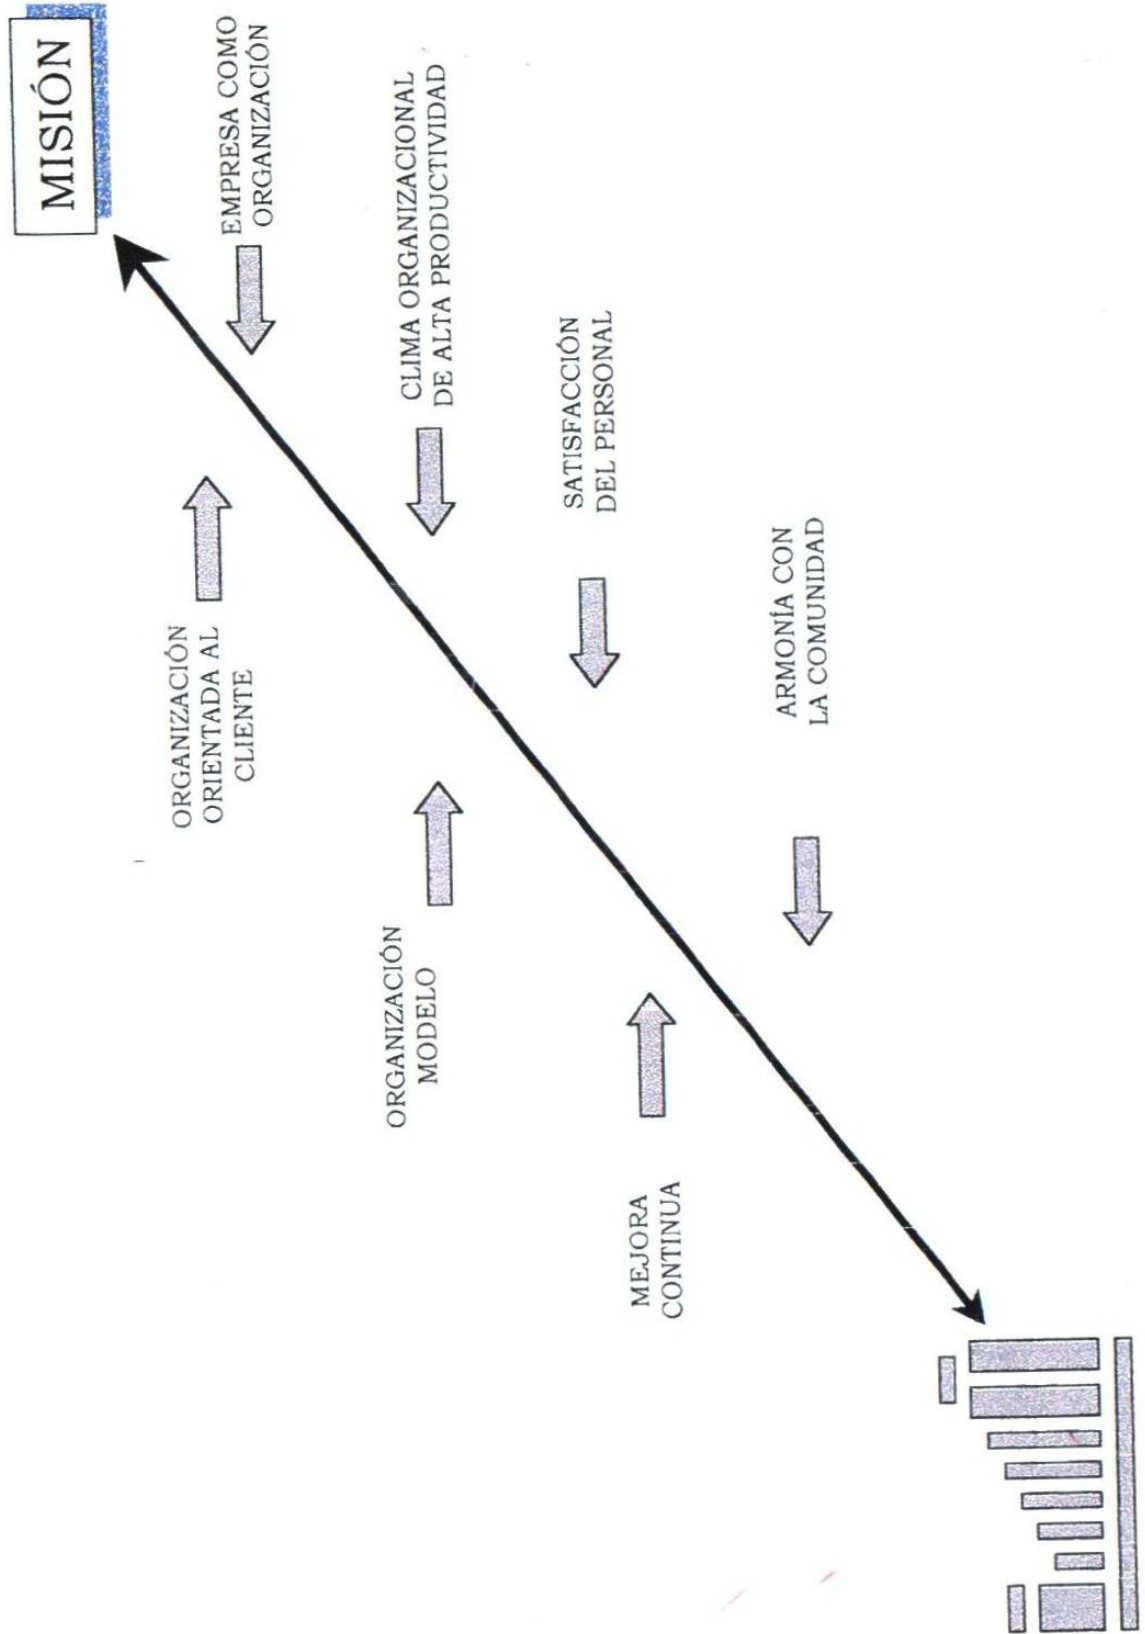 MISIÓN
EMPRESA COMO
ORGANIZACIÓN
ORGANIZACIÓN
ORIENTADA AL
CLIENTE
CLIMA ORGANIZACIONAL
DE ALTA PRODUCTIVIDAD
ORGANIZACIÓN
MODELO
SATISFACCIÓN
DEL PERSONAL
MEJORA
CONTINUA
ARMONÍA CON
LA COMUNIDAD